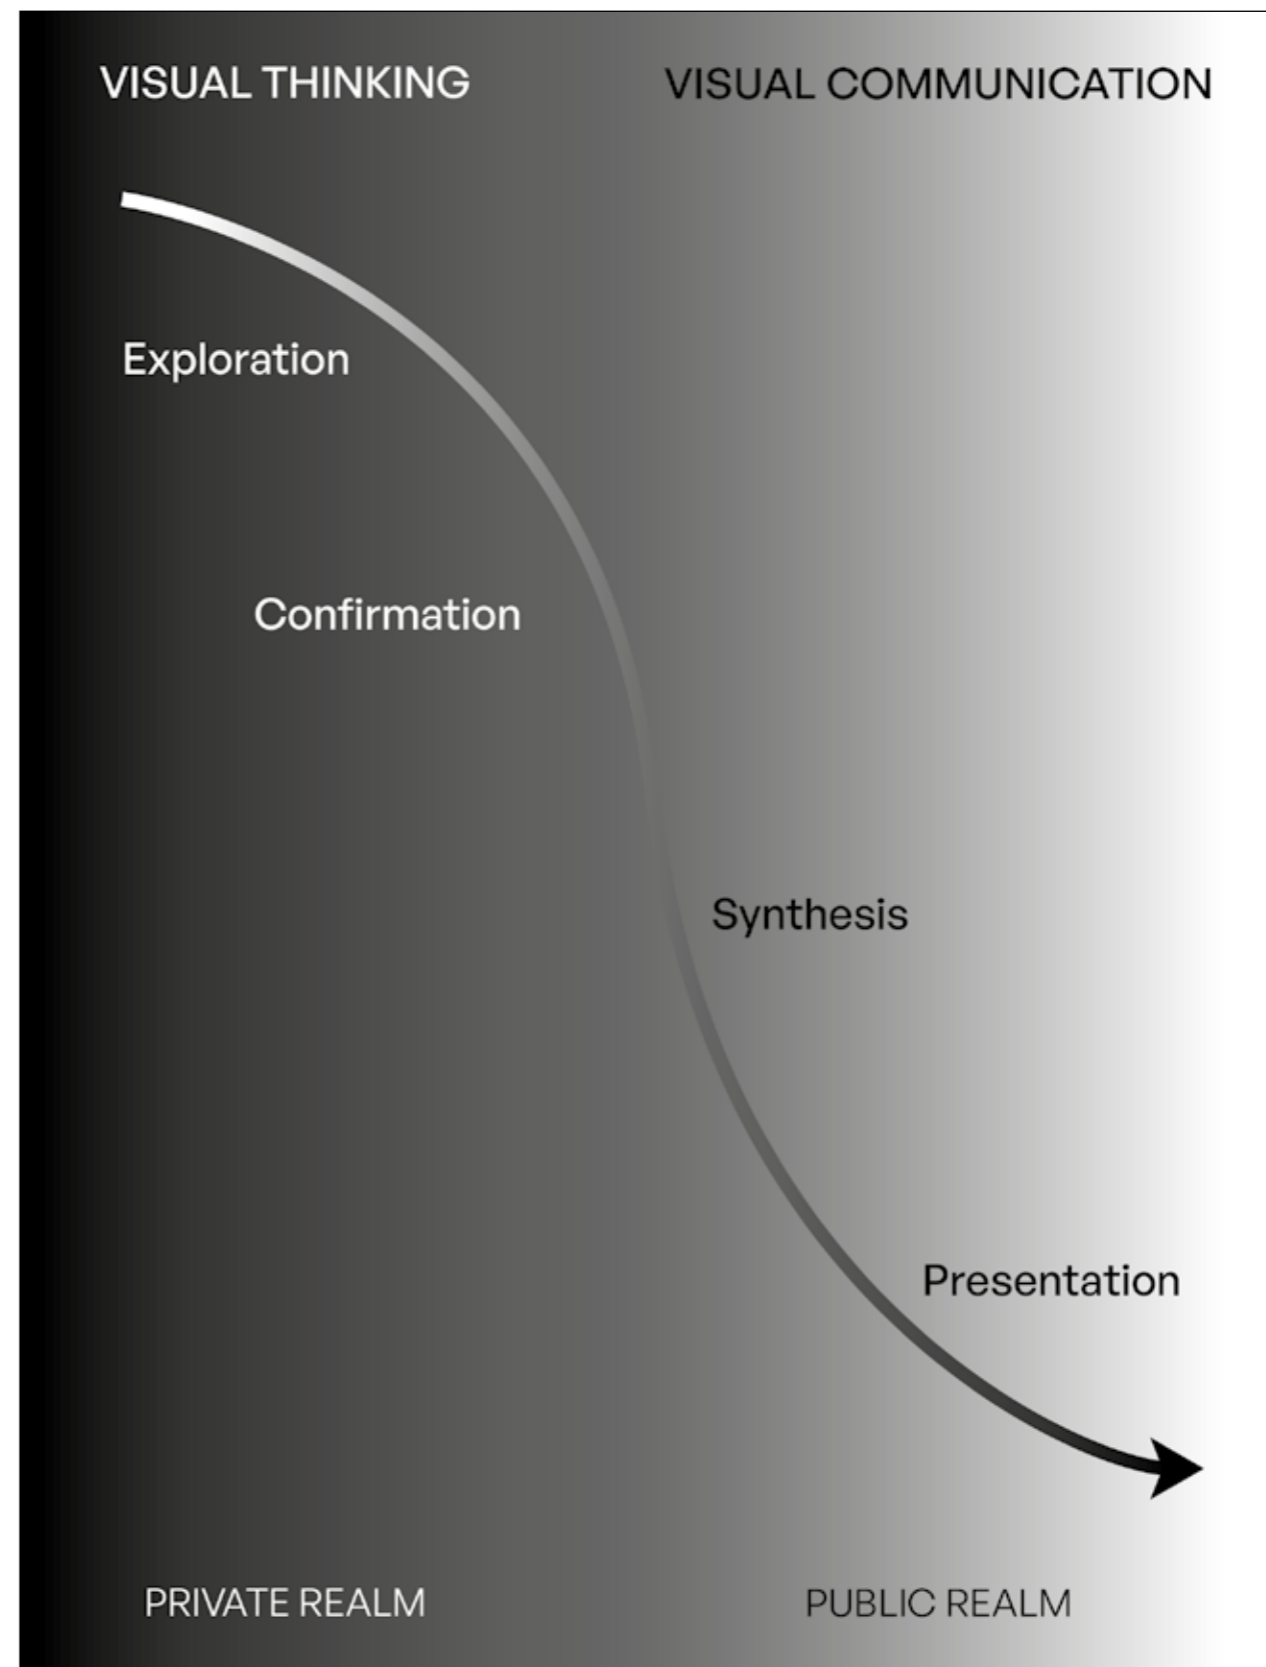 VISUAL THINKING
VISUAL COMMUNICATION
Exploration
Confirmation
Synthesis
Presentation
PRIVATE REALM
PUBLIC REALM